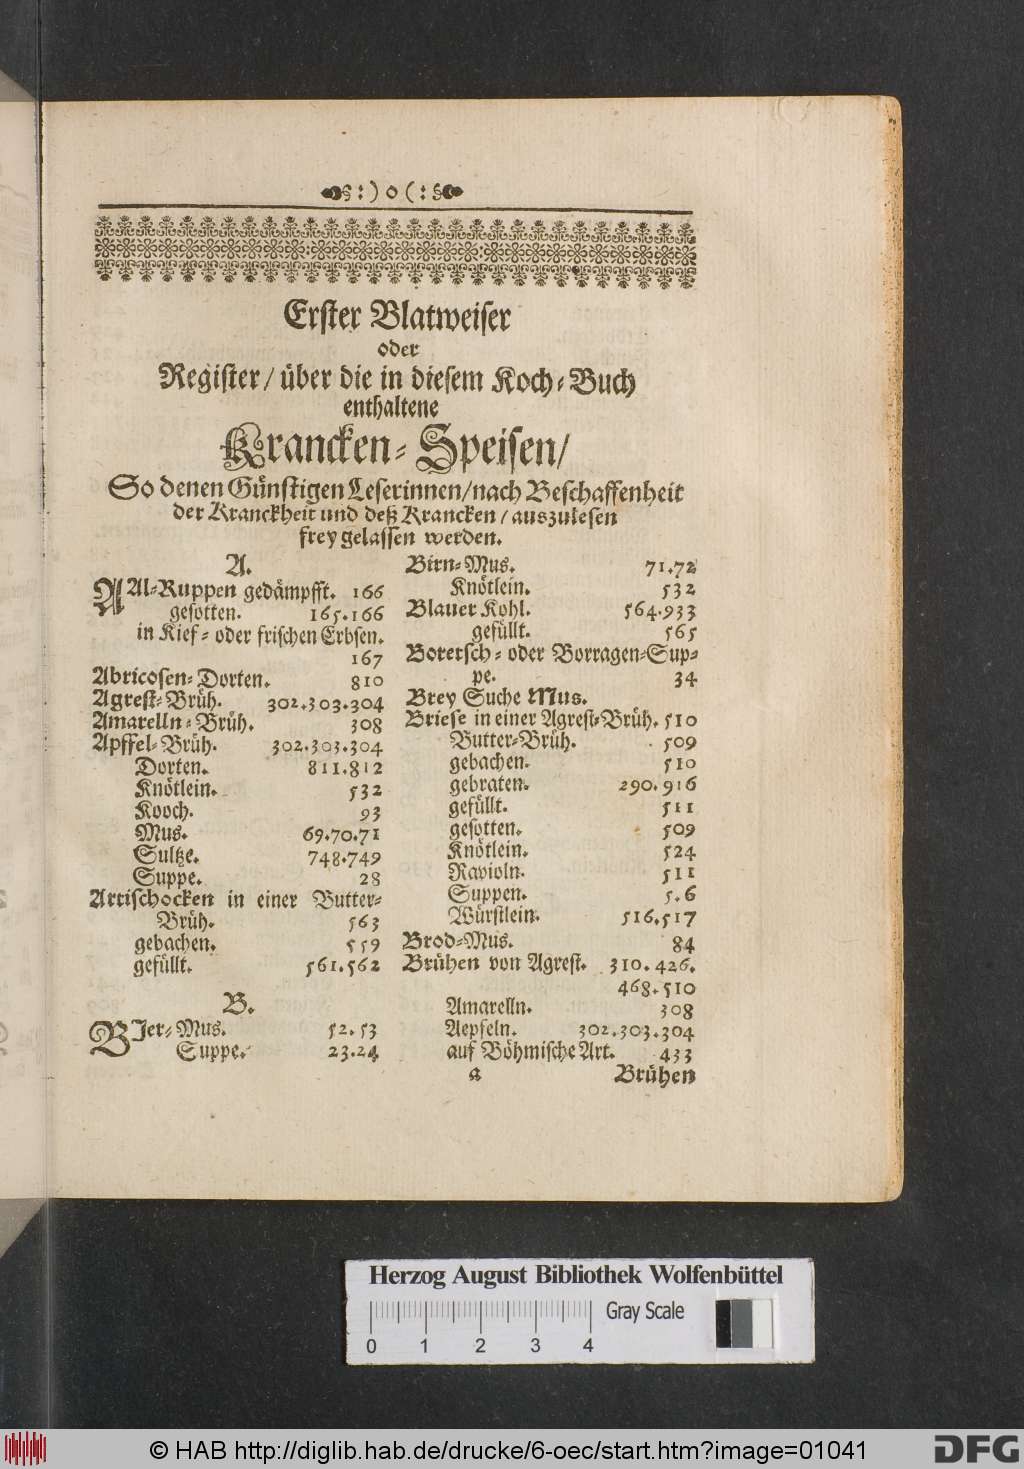 :) o (:
Erster Blatweiser
oder
Register / über die in diesem Koch-Buch
enthaltene
Krancken-Speisen /
So denen Günstigen Leserinnen / nach Beschaffenheit
der Kranckheit und deß Krancken / auszulesen
frey gelassen werden.
A.
AAl-Ruppen gedämpfft. 166
gesotten. 165.166
in Kief- oder frischen Erbsen.
167
Abricosen-Dorten. 810
Agrest-Brüh. 302.303.304
Amarelln-Brüh. 308
Apffel-Brüh. 302.303.304
Dorten. 811.812
Knötlein. 532
Kooch. 93
Mus. 69.70.71
Sultze. 748.749
Suppe. 28
Artischocken in einer Butter-
Brüh. 563
gebachen. 559
gefüllt. 561.562
B.
BIer-Mus. 52.53
Suppe. 23.24
Birn-Mus. 71.72
Knötlein. 532
Blauer Kohl. 564.933
gefüllt. 565
Boretsch- oder Borragen-Sup-
pe. 34
Brey Suche Mus.
Briese in einer Agrest-Brüh. 510
Butter-Brüh. 509
gebachen. 510
gebraten. 290.916
gefüllt. 511
gesotten. 509
Knötlein. 524
Ravioln. 511
Suppen. 5.6
Würstlein. 516.517
Brod-Mus. 84
Brühen von Agrest. 310.426.
468.510
Amarelln. 308
Aepfeln. 302.303.304
auf Böhmische Art. 433
a Brühen
Herzog August Bibliothek Wolfenbüttel
Gray Scale
0 1 2 3 4
© HAB http://diglib.hab.de/drucke/6-oec/start.htm?image=01041
DFG